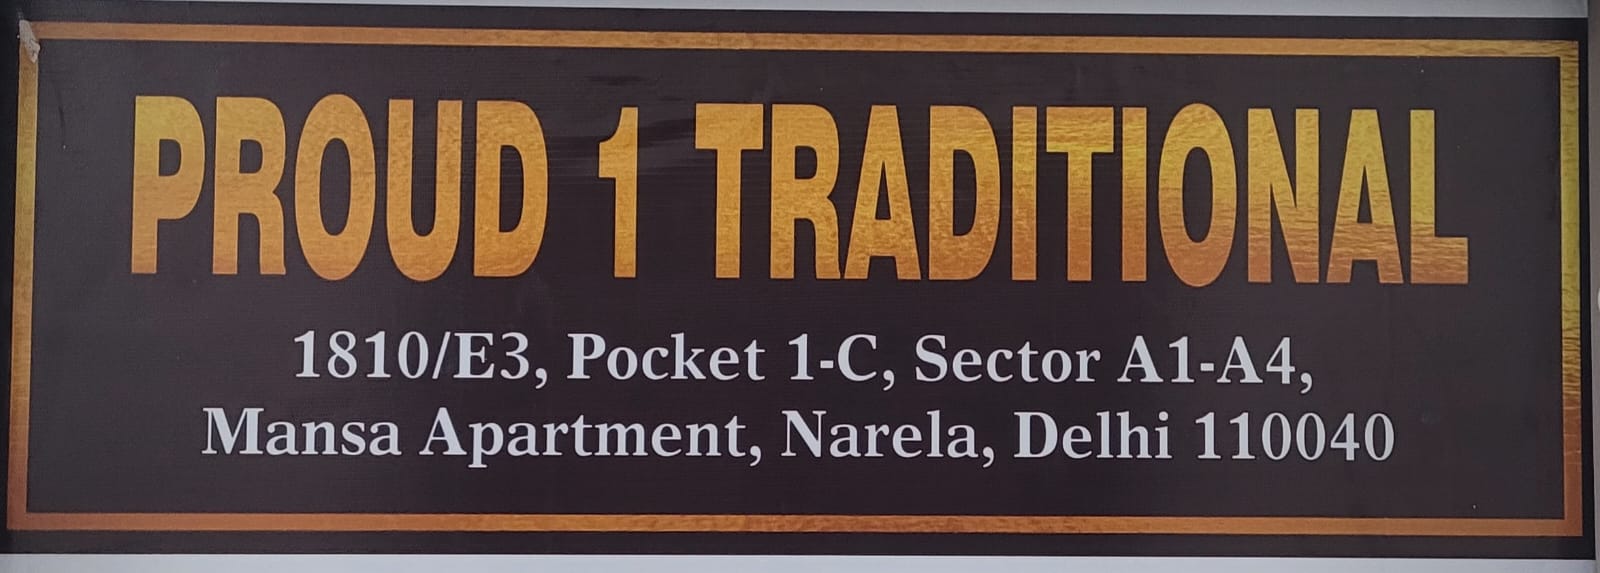 PROUD 1 TRADITIONAL
1810/E3, Pocket 1-C, Sector A1-A4,
Mansa Apartment, Narela, Delhi 110040